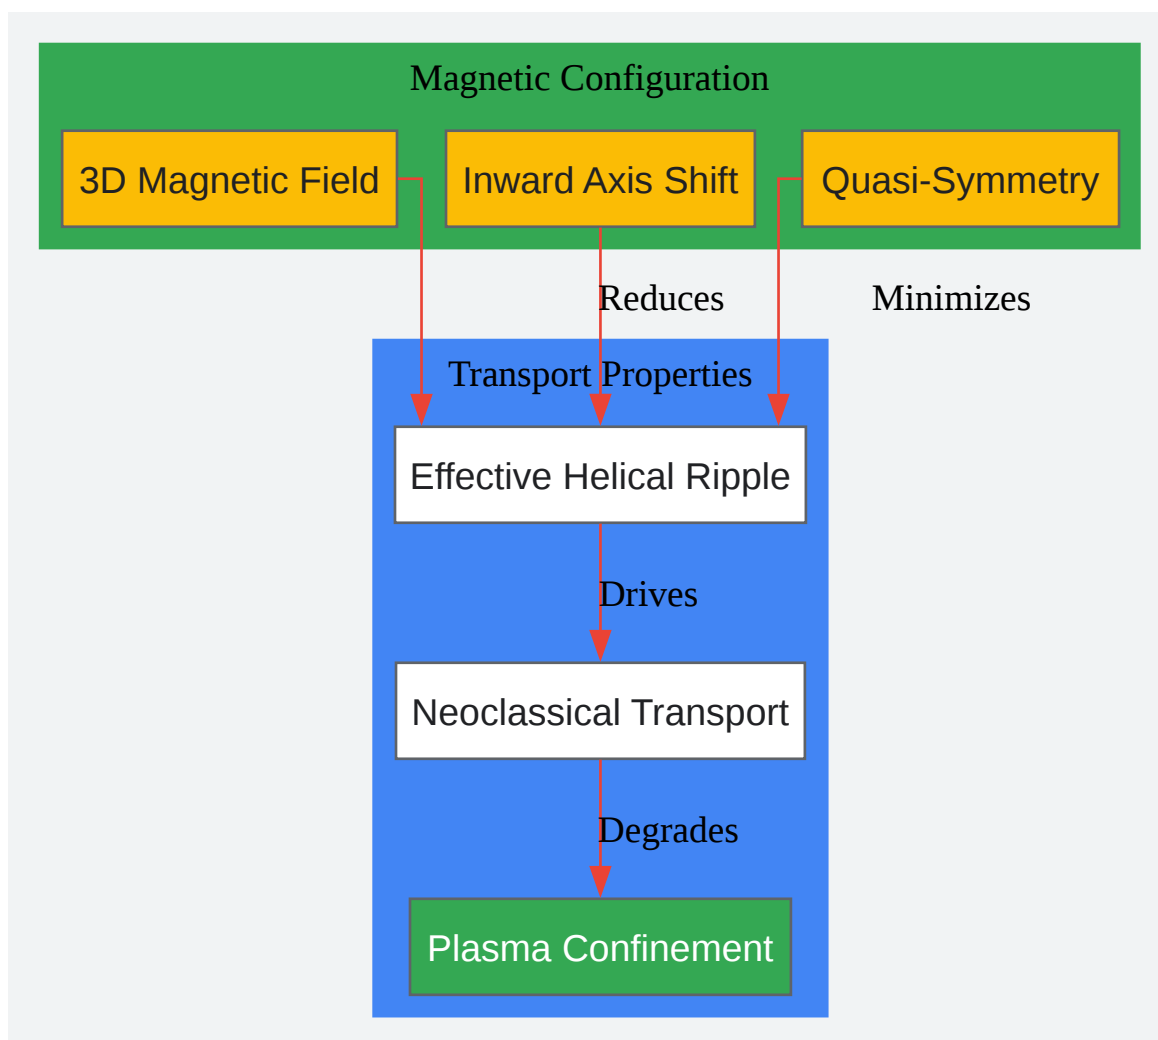 Magnetic Configuration
3D Magnetic Field
Inward Axis Shift
Quasi-Symmetry
Reduces
Minimizes
Transport Properties
Effective Helical Ripple
Drives
Neoclassical Transport
Degrades
Plasma Confinement